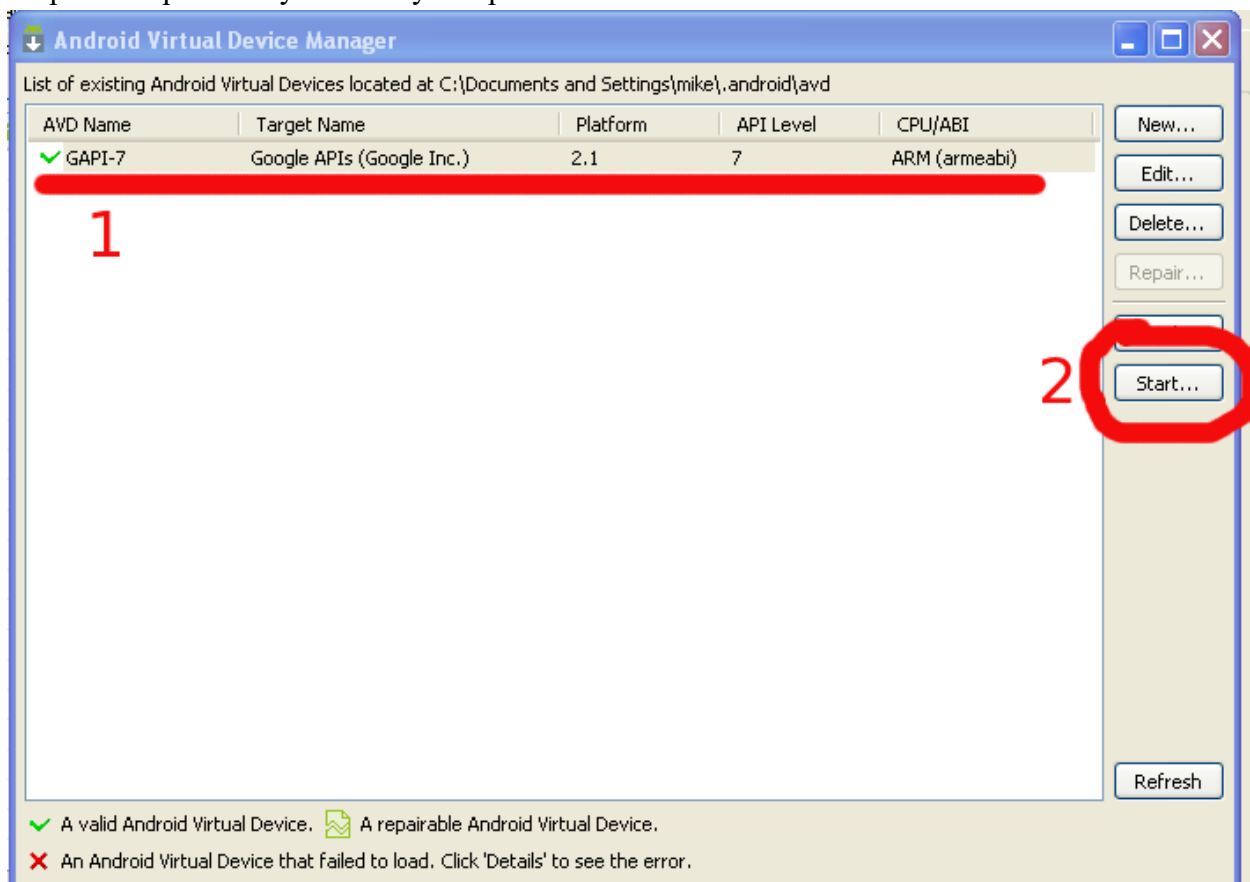 Android Virtual Device Manager
List of existing Android Virtual Devices located at C:\Documents and Settings\mike\.android\avd
AVD Name Target Name Platform API Level CPU/ABI
GAPI-7 Google APIs (Google Inc.) 2.1 7 ARM (armeabi)
1
New...
Edit...
Delete...
Repair...
2
Start...
Refresh
A valid Android Virtual Device. A repairable Android Virtual Device.
An Android Virtual Device that failed to load. Click 'Details' to see the error.